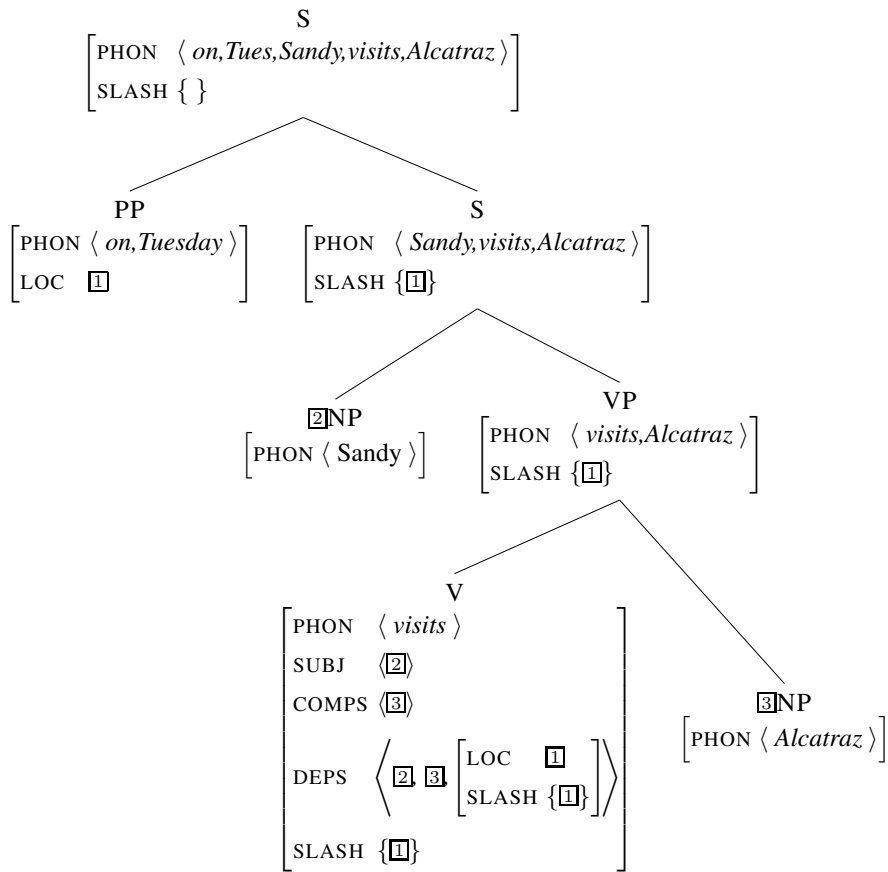 S
PHON ⟨ on,Tues,Sandy,visits,Alcatraz ⟩
SLASH { }
PP S
PHON ⟨ on,Tuesday ⟩ PHON ⟨ Sandy,visits,Alcatraz ⟩
LOC 1 SLASH {1}
2NP VP
PHON ⟨ Sandy ⟩ PHON ⟨ visits,Alcatraz ⟩
SLASH {1}
V
PHON ⟨ visits ⟩
SUBJ ⟨2⟩
COMPS ⟨3⟩
3NP
PHON ⟨ Alcatraz ⟩
DEPS ⟨ 2, 3, [LOC 1
SLASH {1}] ⟩
SLASH {1}